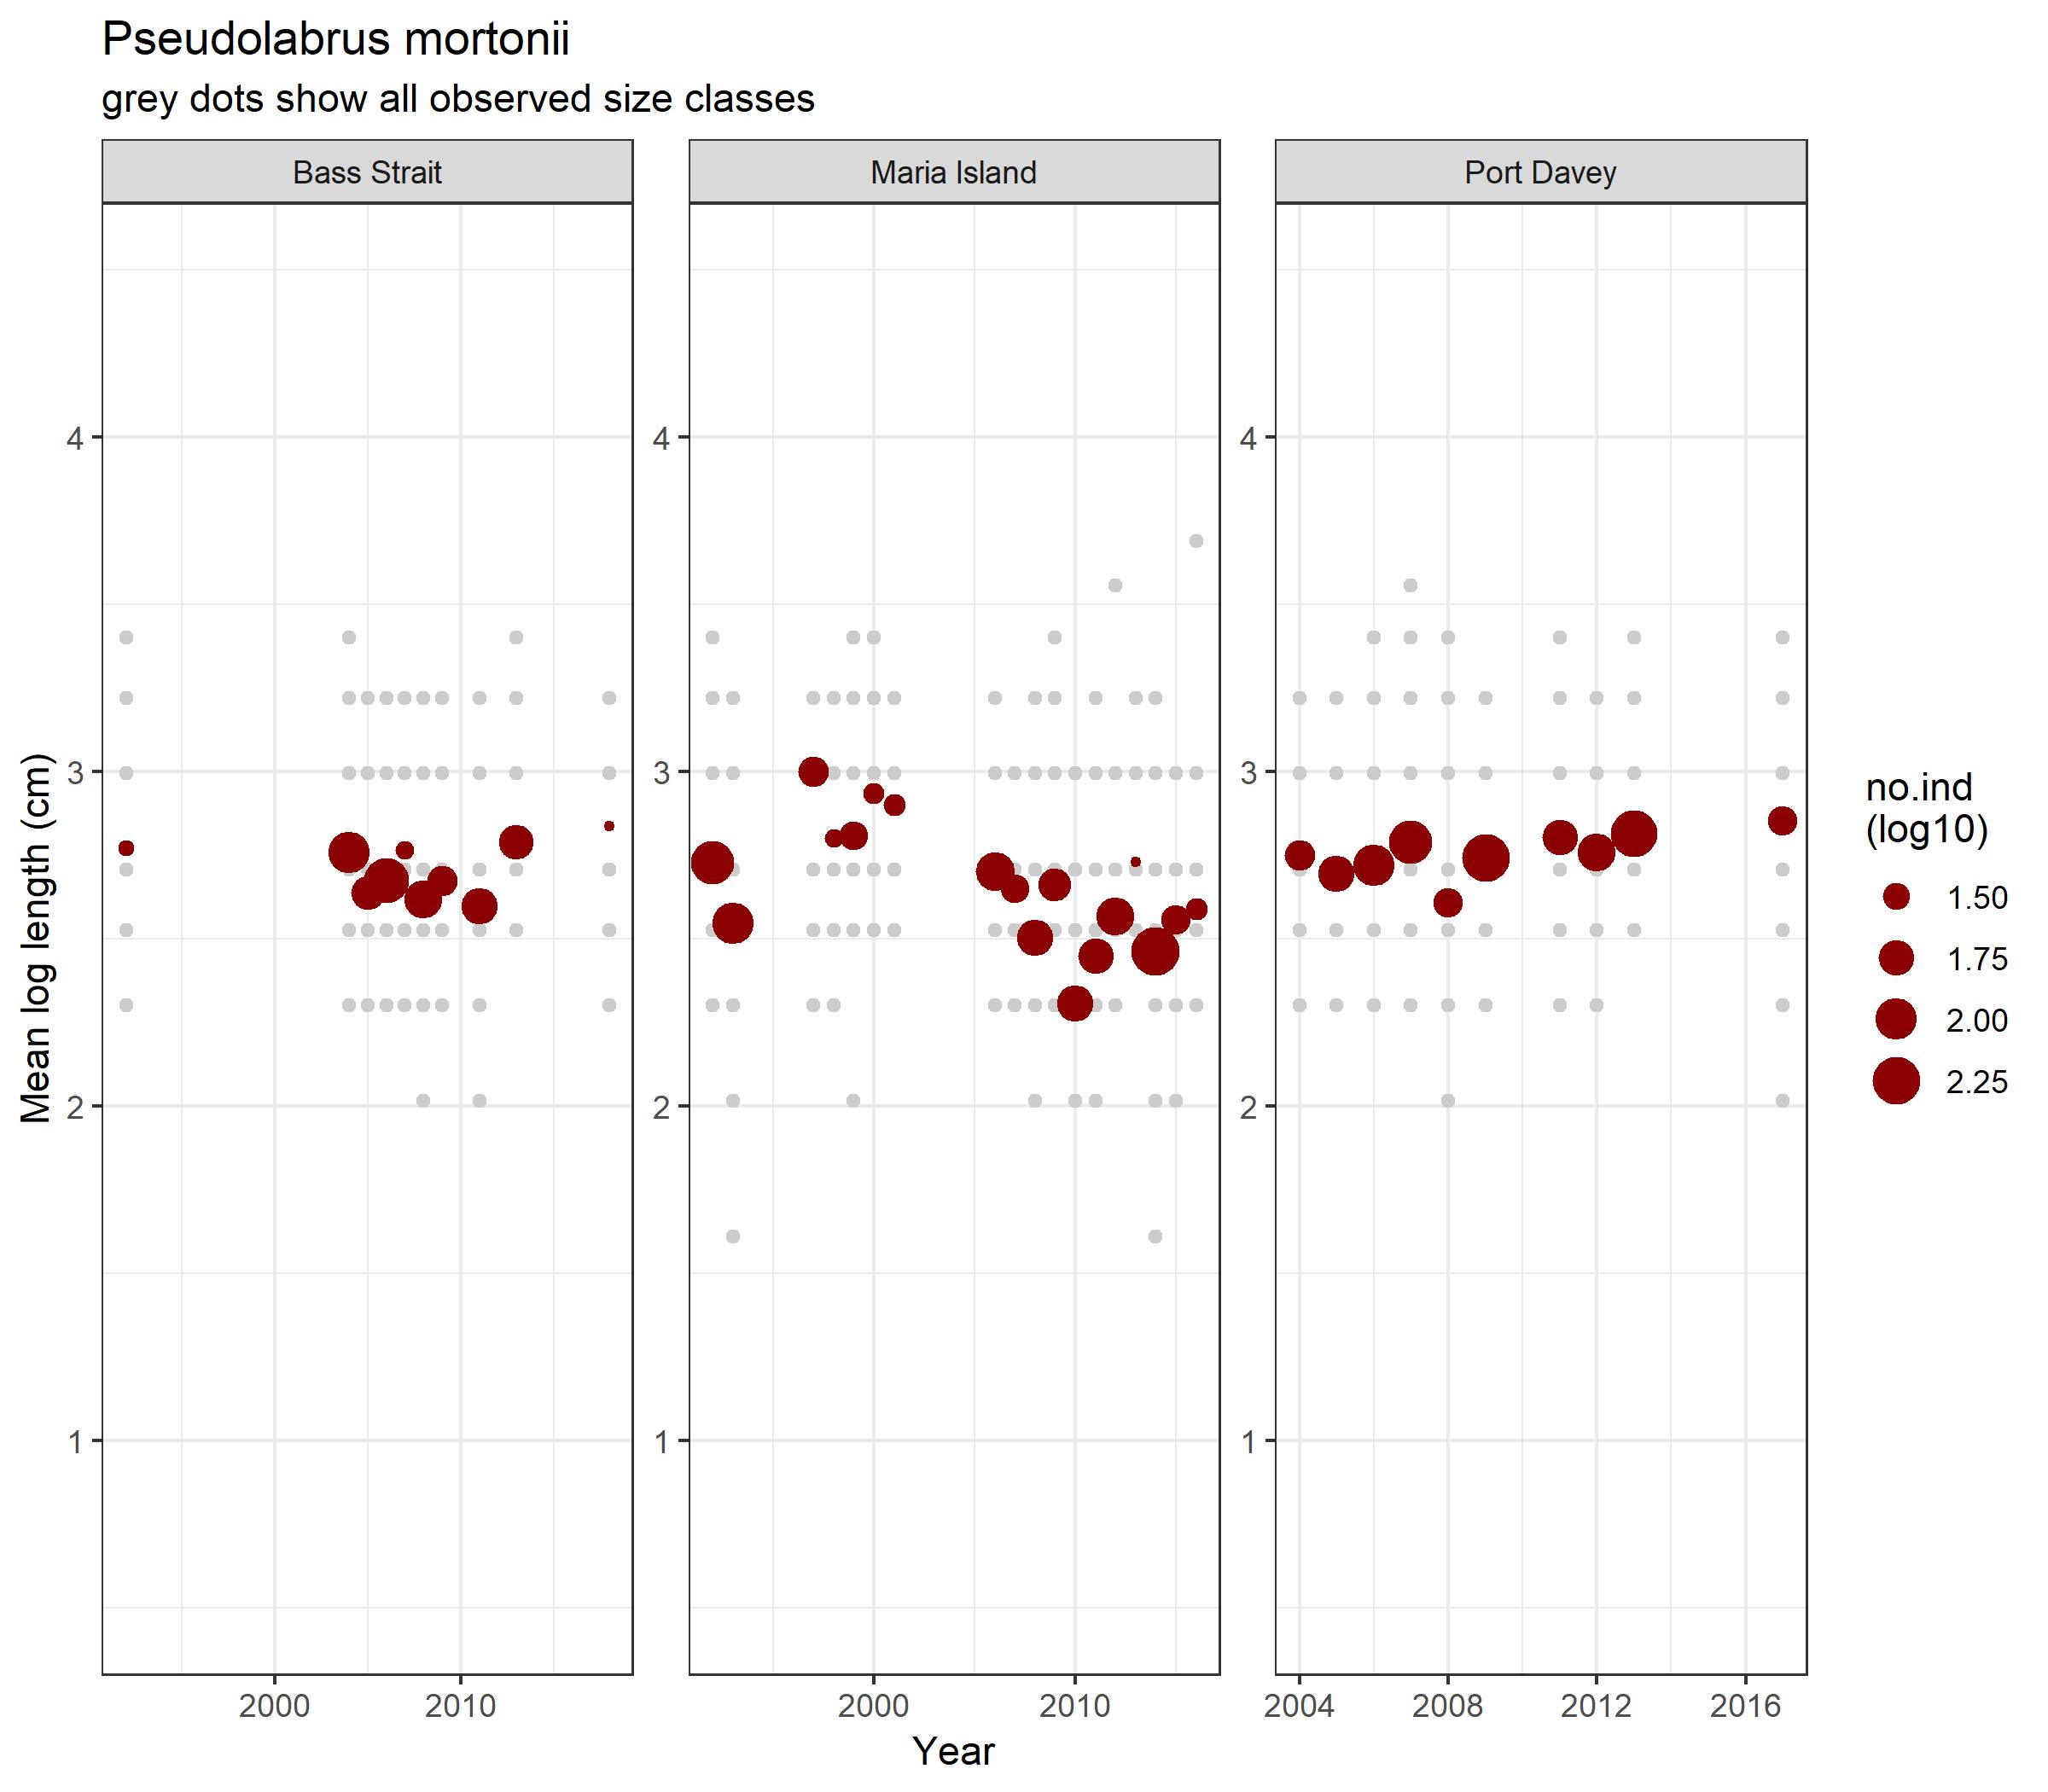 Pseudolabrus mortonii
grey dots show all observed size classes
Bass Strait
Maria Island
Port Davey
Mean log length (cm)
4
3
2
1
4
3
2
1
4
3
2
1
2000 2010
2000 2010
2004 2008 2012 2016
Year
no.ind
(log10)
1.50
1.75
2.00
2.25